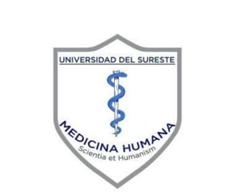 UNIVERSIDAD DEL SURESTE
MEDICINA HUMANA
Scientia et Humanism